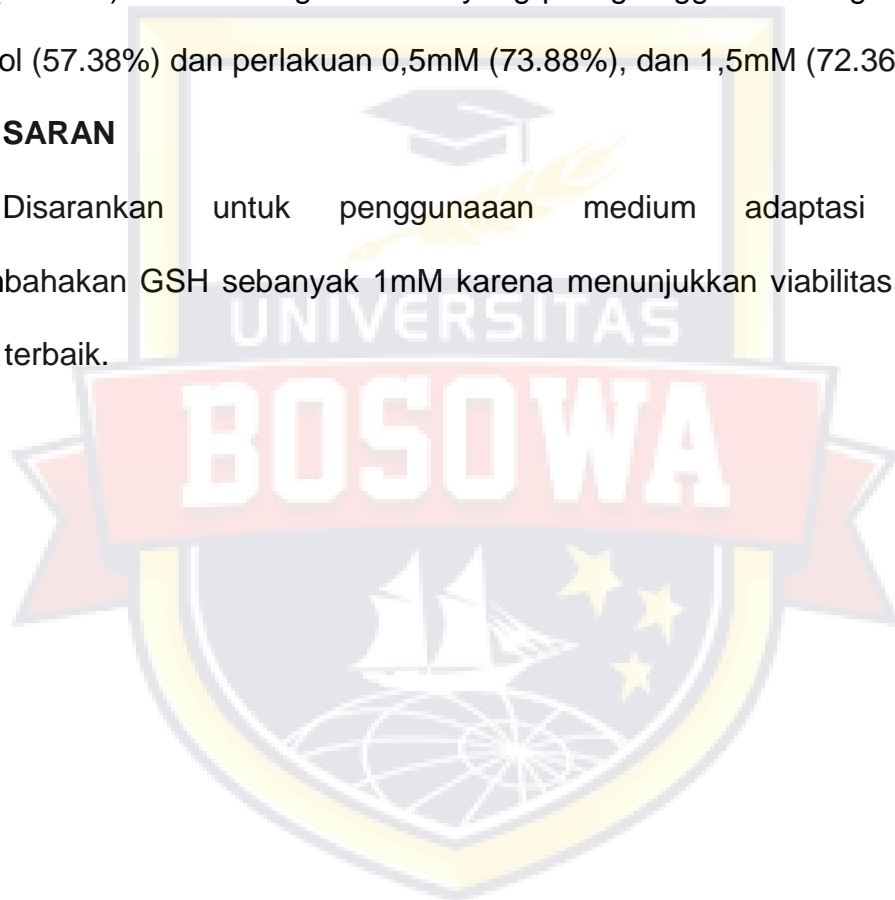 ol (57.38%) dan perlakuan 0,5mM (73.88%), dan 1,5mM (72.36
SARAN
Disarankan untuk penggunaaan medium adaptasi
nbahakan GSH sebanyak 1mM karena menunjukkan viabilitas
terbaik.
UNIVERSITAS
BOSOWA